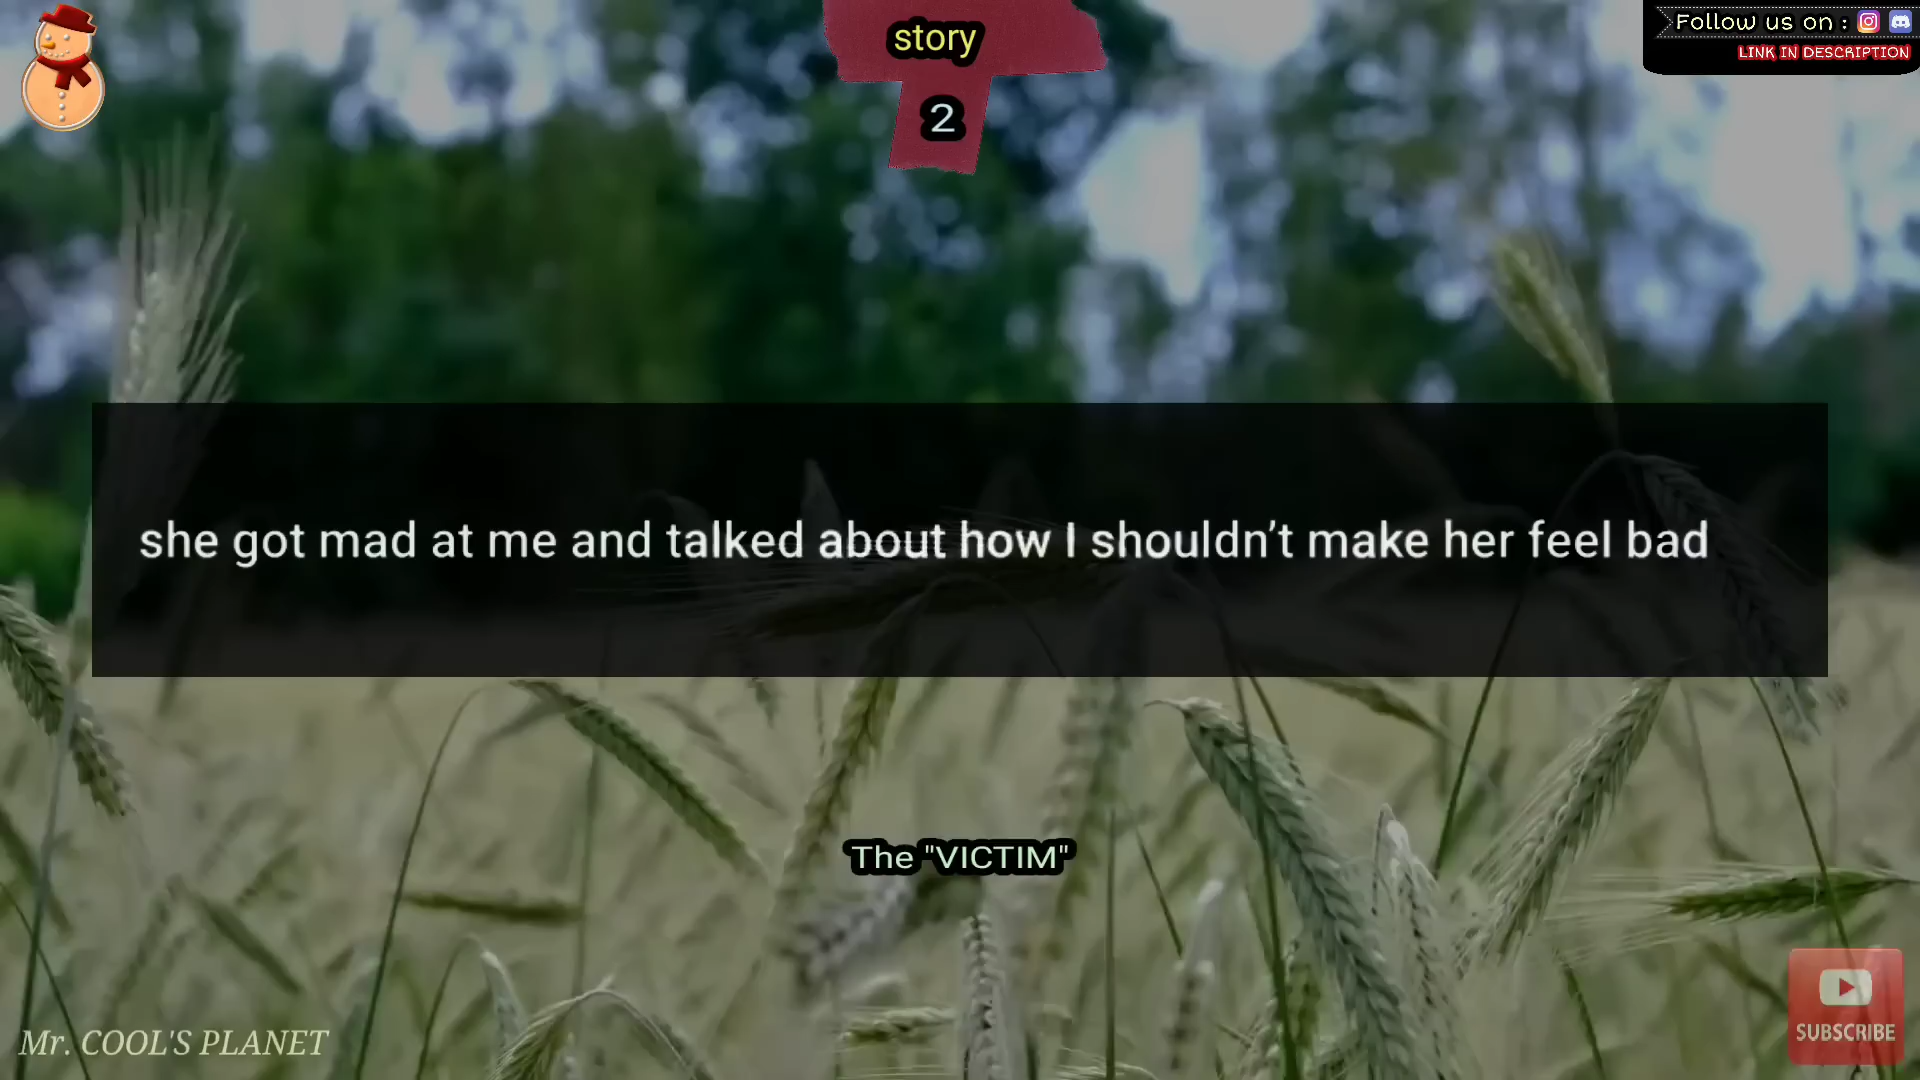 story
2
Follow us on :
LINK IN DESCRIPTION
she got mad at me and talked about how I shouldn’t make her feel bad
The "VICTIM"
Mr. COOL'S PLANET
SUBSCRIBE